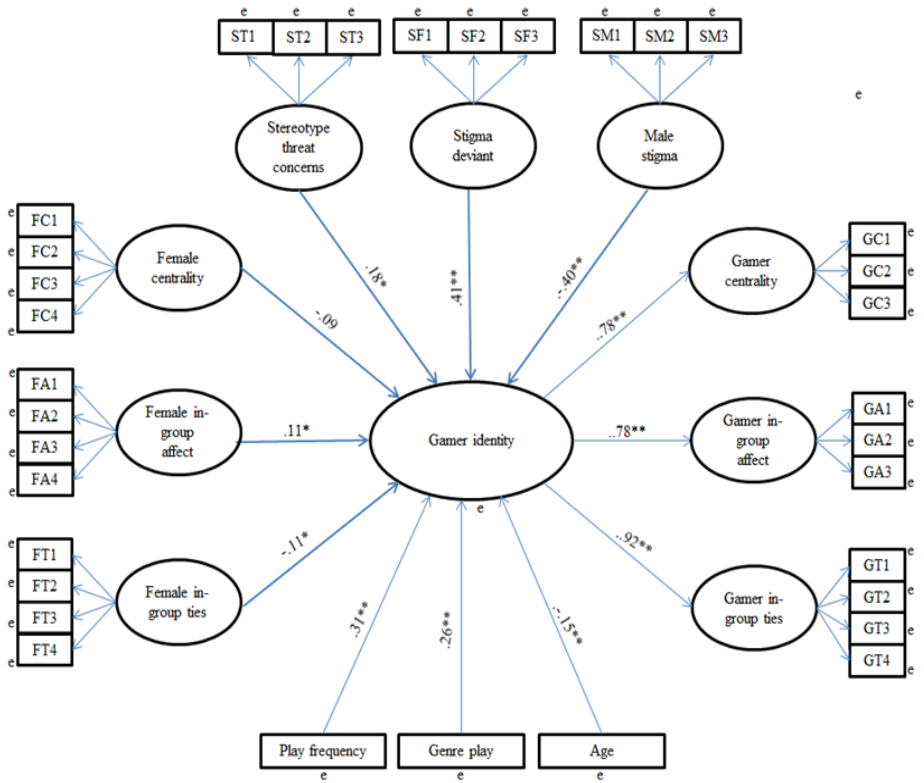 e e e e e e e e e
ST1 ST2 ST3 SF1 SF2 SF3 SM1 SM2 SM3
e
Stereotype
threat
concerns
Stigma
deviant
Male
stigma
e
FC1
FC2
FC3
FC4
e
e
Female
centrality
.18*
.41**
.-.40**
Gamer
centrality
GC1
GC2
GC3
e
e
e
-.09
..78**
e
FA1
FA2
FA3
FA4
e
e
Female in-
group
affect
.11*
Gamer identity
e
..78**
Gamer in-
group
affect
GA1
GA2
GA3
e
e
e
e
FT1
FT2
FT3
FT4
e
e
Female in-
group ties
-.11*
..92**
Gamer in-
group ties
GT1
GT2
GT3
GT4
e
e
e
.31**
.26**
.-.15**
Play frequency Genre play Age
e e e